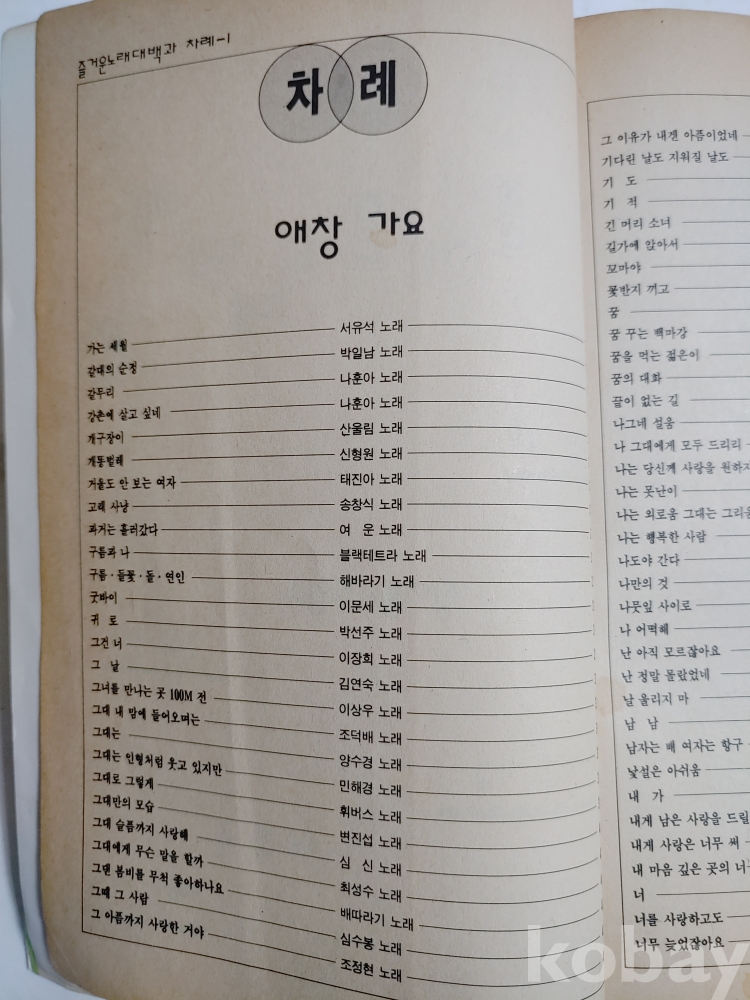 즐거운노래대백과 차례-1
차례
애창 가요
가는 세월 서유석 노래
갈대의 순정 박일남 노래
갈무리 나훈아 노래
강촌에 살고 싶네 나훈아 노래
개구장이 산울림 노래
개똥벌레 신형원 노래
거울도 안 보는 여자 태진아 노래
고래 사냥 송창식 노래
과거는 흘러갔다 여 운 노래
구름과 나 블랙테트라 노래
구름·들꽃·돌·연인 해바라기 노래
굿바이 이문세 노래
귀 로 박선주 노래
그건 너 이장희 노래
그 날 김연숙 노래
그녀를 만나는 곳 100M 전 이상우 노래
그대 내 맘에 들어오며는 조덕배 노래
그대는 양수경 노래
그대는 인형처럼 웃고 있지만 민해경 노래
그대로 그렇게 휘버스 노래
그대만의 모습 변진섭 노래
그대 슬픔까지 사랑해 심 신 노래
그대에게 무슨 말을 할까 최성수 노래
그댄 봄비를 무척 좋아하나요 배따라기 노래
그때 그 사람 심수봉 노래
그 아픔까지 사랑한 거야 조정현 노래
그 이유가 내겐 아픔이었네
기다린 날도 지워질 날도
기 도
기 적
긴 머리 소녀
길가에 앉아서
꼬마야
꽃반지 끼고
꿈
꿈 꾸는 백마강
꿈을 먹는 젊은이
꿈의 대화
끝이 없는 길
나그네 설움
나 그대에게 모두 드리리
나는 당신께 사랑을 원하지
나는 못난이
나는 외로움 그대는 그리움
나는 행복한 사람
나도야 간다
나만의 것
나뭇잎 사이로
나 어떡해
난 아직 모르잖아요
난 정말 몰랐었네
날 울리지 마
남 남
남자는 배 여자는 항구
낯설은 아쉬움
내 가
내게 남은 사랑을 드릴
내게 사랑은 너무 써
내 마음 깊은 곳의 너
너
너를 사랑하고도
너무 늦었잖아요
kobay